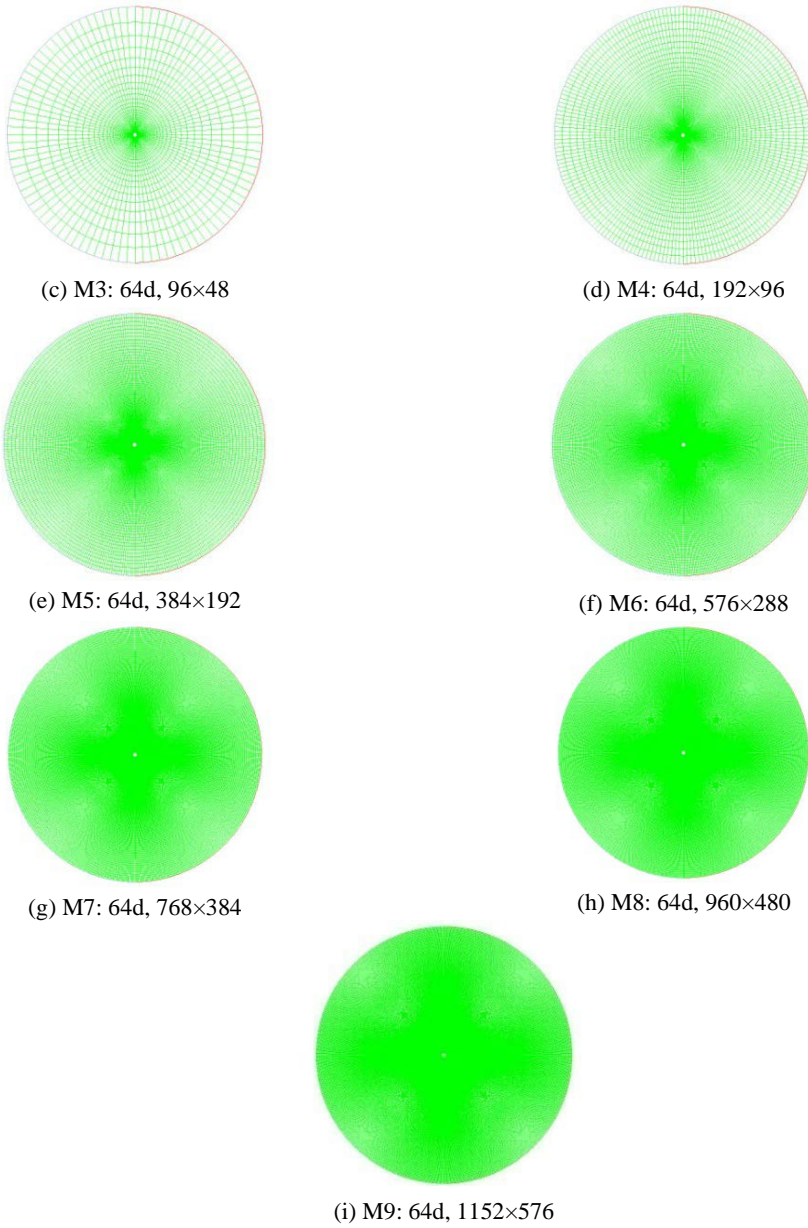 (c) M3: 64d, 96×48
(d) M4: 64d, 192×96
(e) M5: 64d, 384×192
(f) M6: 64d, 576×288
(g) M7: 64d, 768×384
(h) M8: 64d, 960×480
(i) M9: 64d, 1152×576